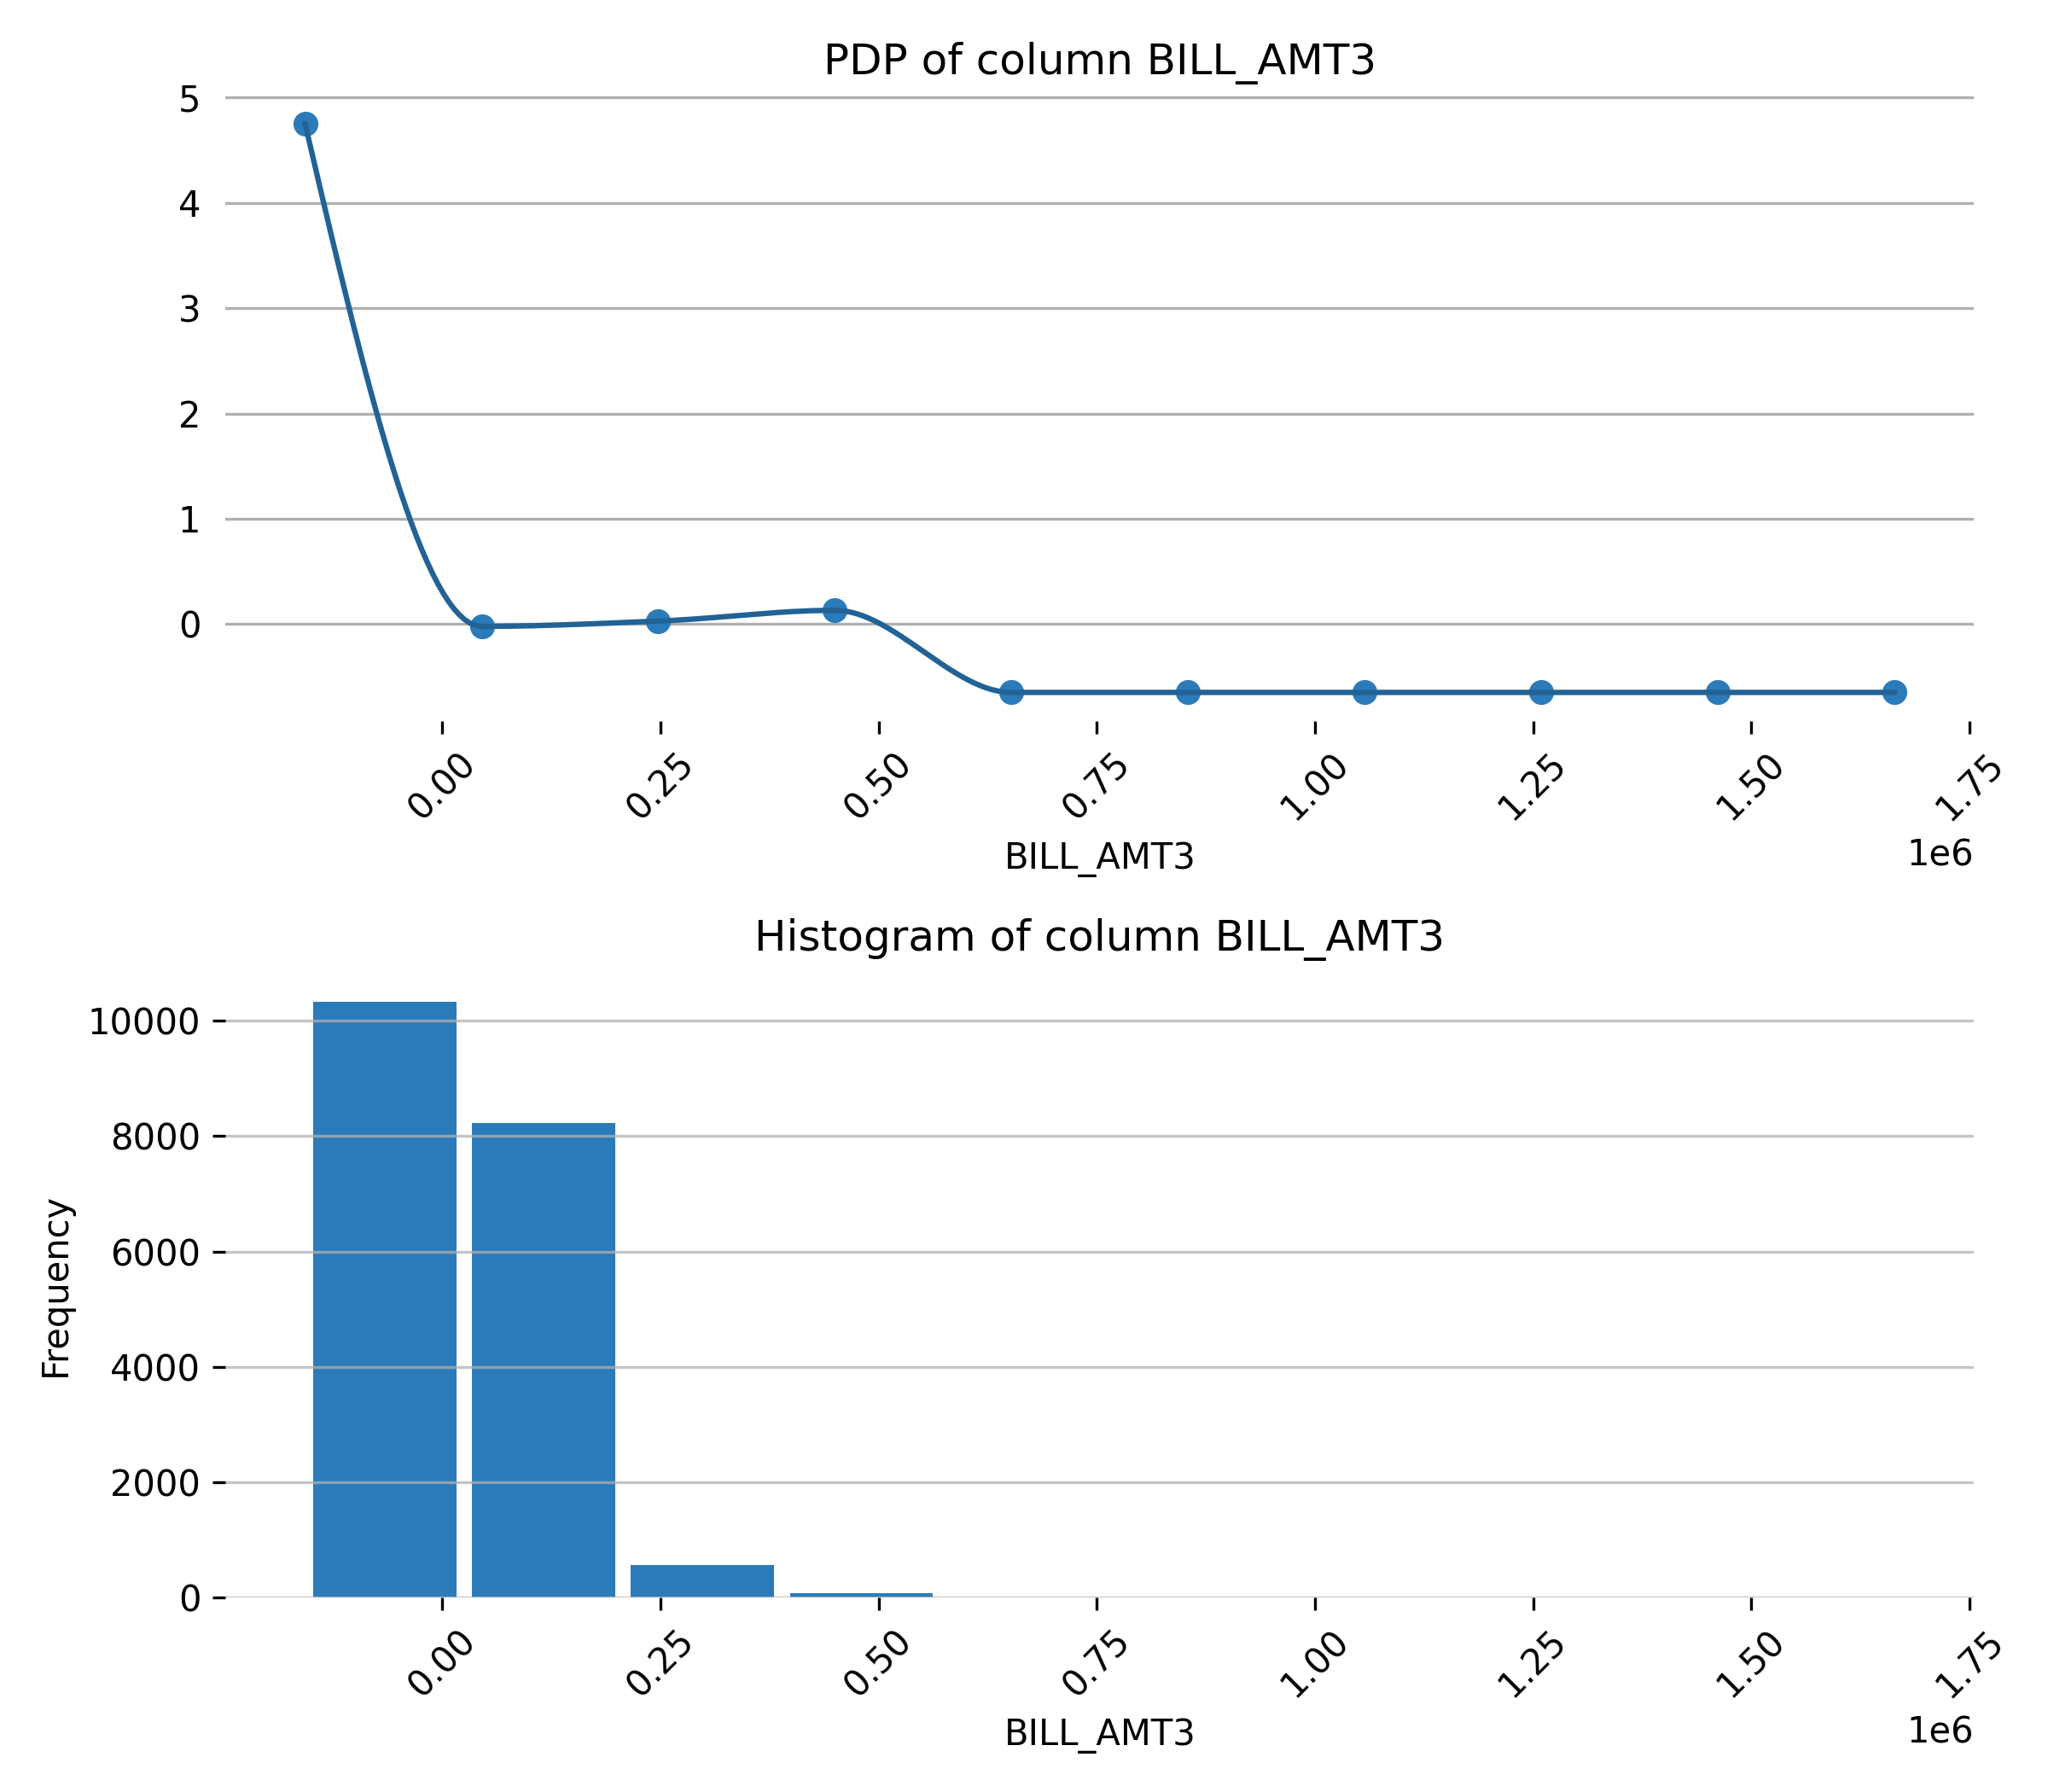 PDP of column BILL_AMT3
5
4
3
2
1
0
0.00 0.25 0.50 0.75 1.00 1.25 1.50 1.75
BILL_AMT3
1e6
Histogram of column BILL_AMT3
Frequency
10000
8000
6000
4000
2000
0
0.00 0.25 0.50 0.75 1.00 1.25 1.50 1.75
BILL_AMT3
1e6